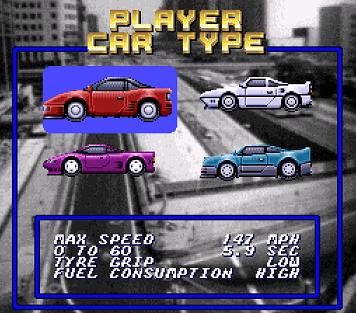 PLAYER
CAR TYPE
MAX SPEED 147 MPH
0 TO 60 5.9 SEC
TYRE GRIP LOW
FUEL CONSUMPTION HIGH